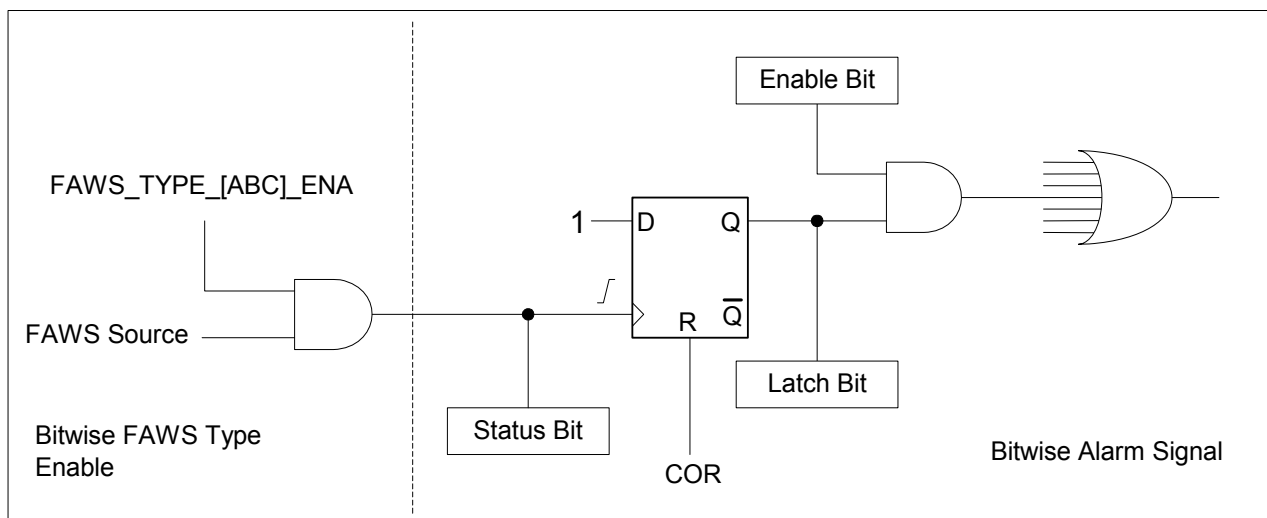 Enable Bit
FAWS_TYPE_[ABC]_ENA
1
D
Q
FAWS Source
R
Q̅
Latch Bit
Status Bit
Bitwise FAWS Type
Enable
COR
Bitwise Alarm Signal